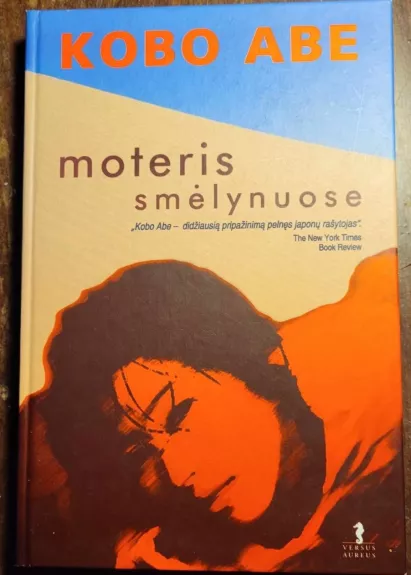 KOBO ABE
moteris
smėlynuose
„Kobo Abe – didžiausią pripažinimą pelnęs japonų rašytojas“.
The New York Times
Book Review
VERSUS
AUREUS